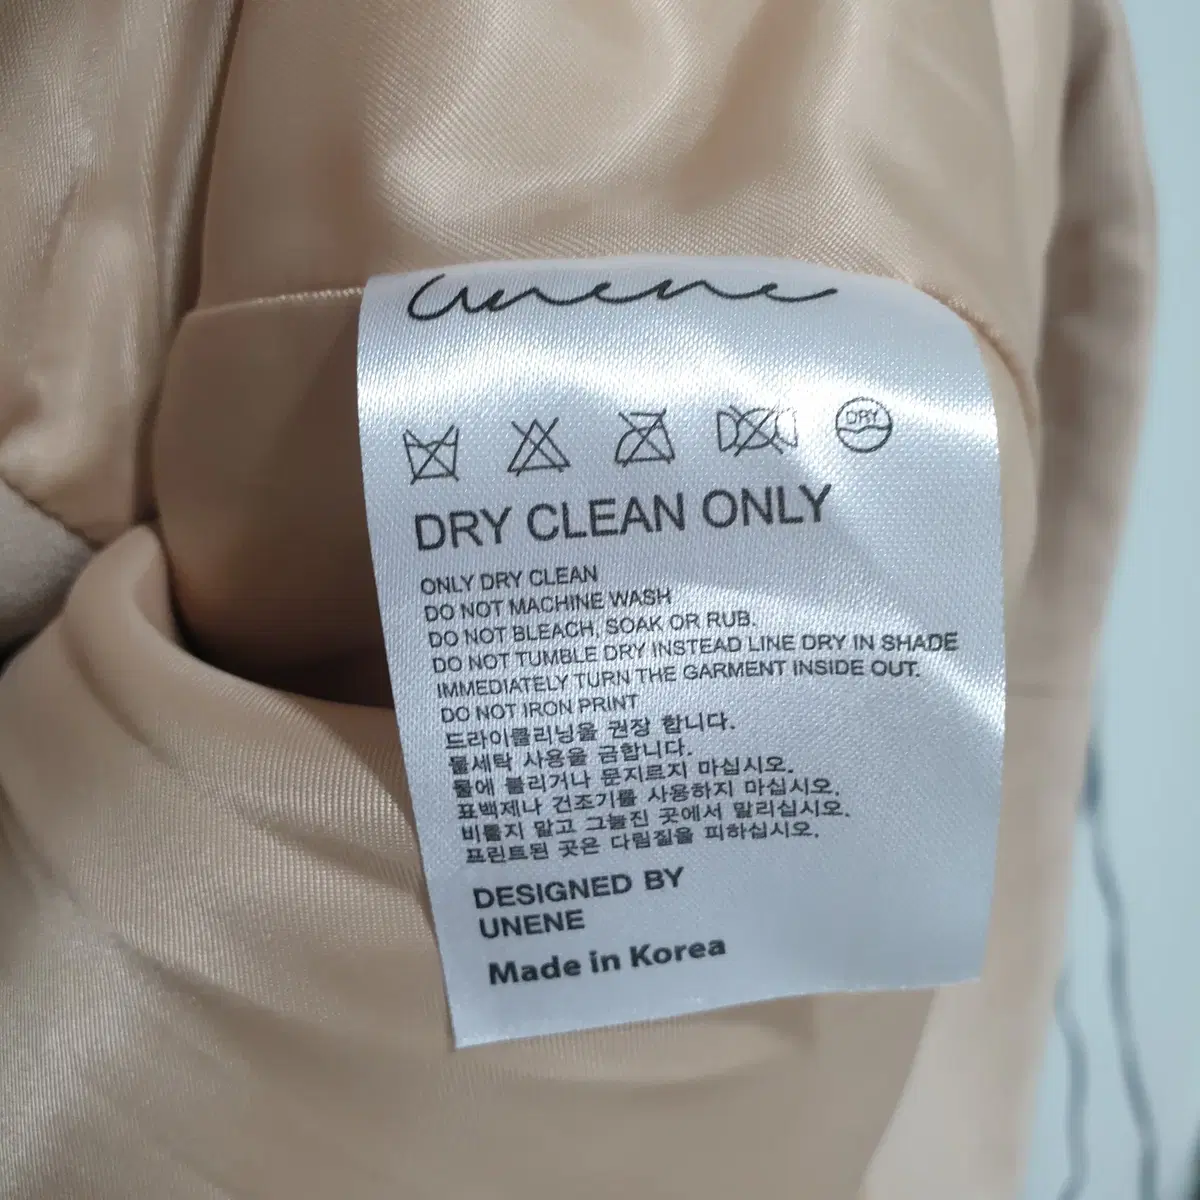 unene
DRY
DRY CLEAN ONLY
ONLY DRY CLEAN
DO NOT MACHINE WASH
DO NOT BLEACH, SOAK OR RUB.
DO NOT TUMBLE DRY INSTEAD LINE DRY IN SHADE
IMMEDIATELY TURN THE GARMENT INSIDE OUT.
DO NOT IRON PRINT
드라이클리닝을 권장 합니다.
물세탁 사용을 금합니다.
물에 불리거나 문지르지 마십시오.
표백제나 건조기를 사용하지 마십시오.
비틀지 말고 그늘진 곳에서 말리십시오.
프린트된 곳은 다림질을 피하십시오.
DESIGNED BY
UNENE
Made in Korea